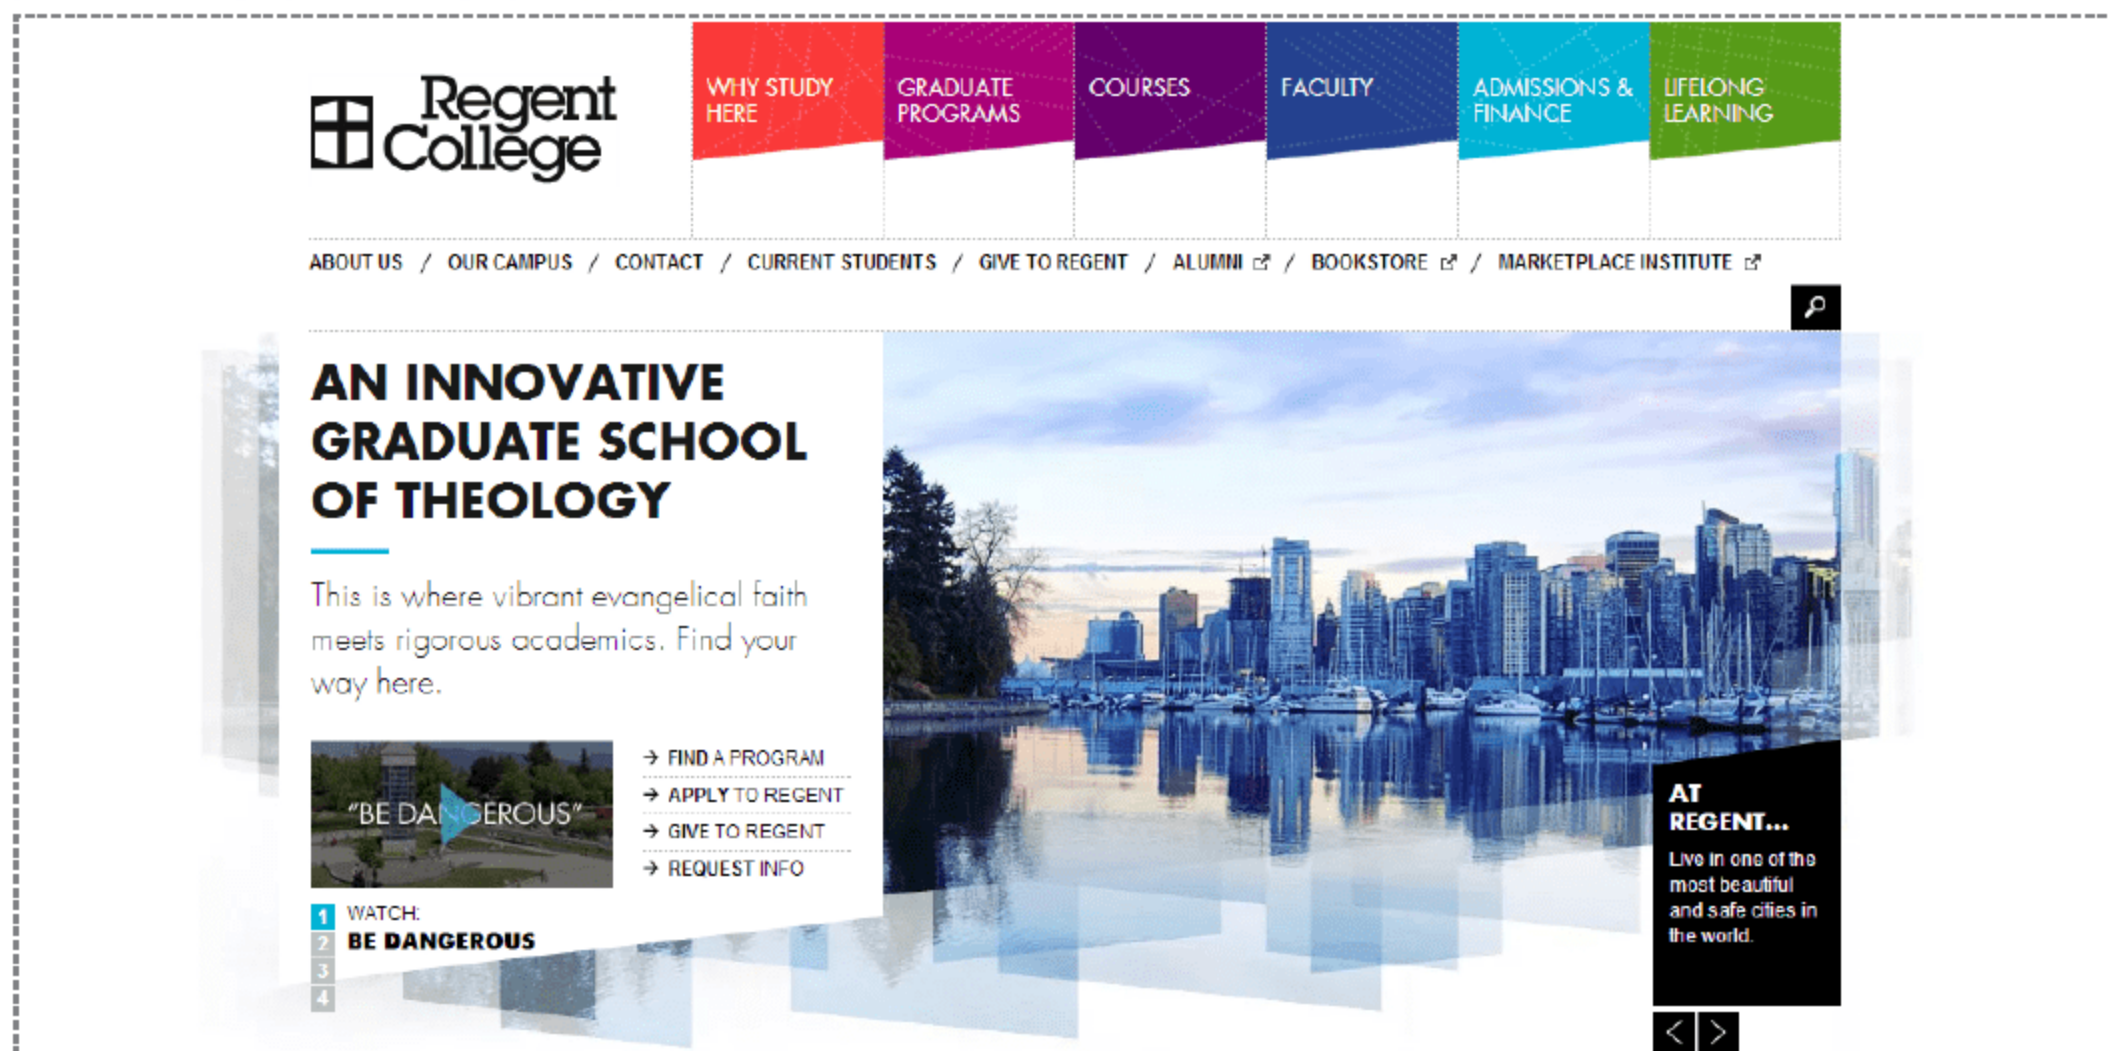 Regent
College
WHY STUDY
HERE
GRADUATE
PROGRAMS
COURSES
FACULTY
ADMISSIONS &
FINANCE
LIFELONG
LEARNING
ABOUT US / OUR CAMPUS / CONTACT / CURRENT STUDENTS / GIVE TO REGENT / ALUMNI / BOOKSTORE / MARKETPLACE INSTITUTE
AN INNOVATIVE
GRADUATE SCHOOL
OF THEOLOGY
This is where vibrant evangelical faith
meets rigorous academics. Find your
way here.
"BE DANGEROUS"
→ FIND A PROGRAM
→ APPLY TO REGENT
→ GIVE TO REGENT
→ REQUEST INFO
1 WATCH:
2 BE DANGEROUS
3
4
AT
REGENT...
Live in one of the
most beautiful
and safe cities in
the world.